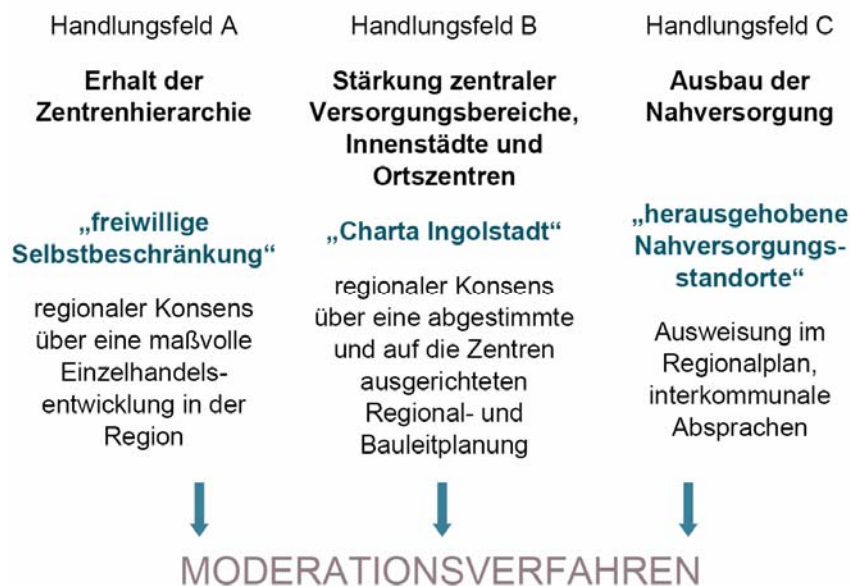 Handlungsfeld A
Erhalt der
Zentrenhierarchie
„freiwillige
Selbstbeschränkung“
regionaler Konsens
über eine maßvolle
Einzelhandels-
entwicklung in der
Region
Handlungsfeld B
Stärkung zentraler
Versorgungsbereiche,
Innenstädte und
Ortszentren
„Charta Ingolstadt“
regionaler Konsens
über eine abgestimmte
und auf die Zentren
ausgerichteten
Regional- und
Bauleitplanung
Handlungsfeld C
Ausbau der
Nahversorgung
„herausgehobene
Nahversorgungs-
standorte“
Ausweisung im
Regionalplan,
interkommunale
Absprachen
MODERATIONSVERFAHREN